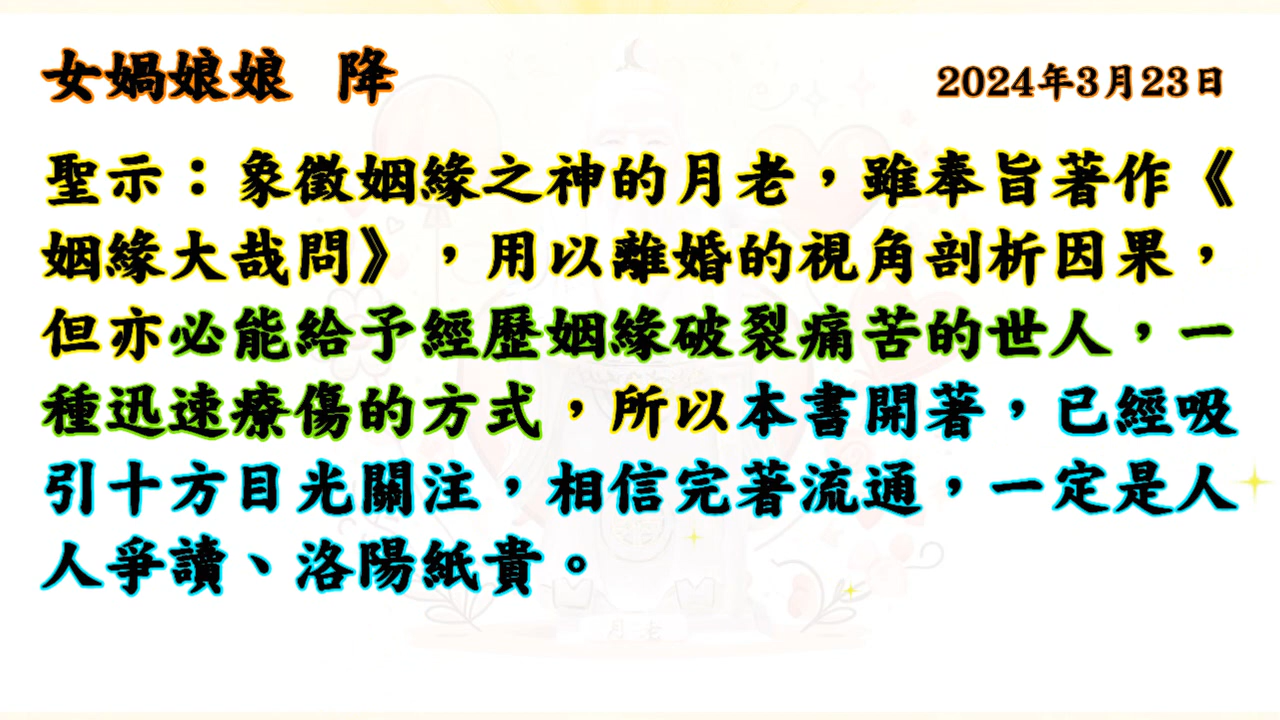 女媧娘娘 降
2024年3月23日
聖示：象徵姻緣之神的月老，雖奉旨著作《
姻緣大哉問》，用以離婚的視角剖析因果，
但亦必能給予經歷姻緣破裂痛苦的世人，一
種迅速療傷的方式，所以本書開著，已經吸
引十方目光關注，相信完著流通，一定是人
人爭讀、洛陽紙貴。
月老